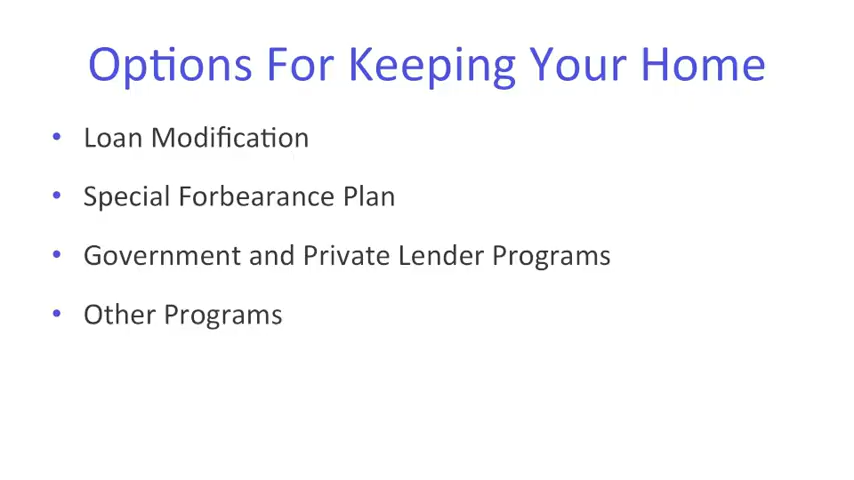 Options For Keeping Your Home
• Loan Modification
• Special Forbearance Plan
• Government and Private Lender Programs
• Other Programs